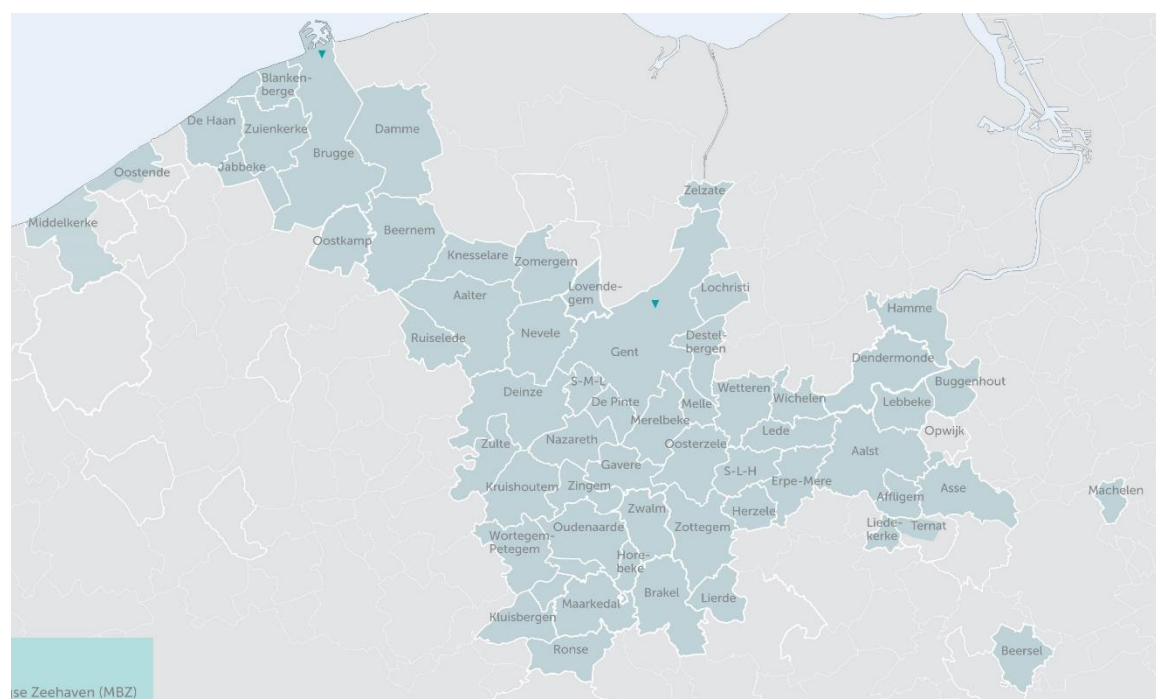 Blanken-
berge
De Haan
Zuienkerke
Damme
Brugge
Jabbeke
Oostende
Zelzate
Middelkerke
Beernem
Oostkamp
Knesselare
Zomergem
Lovende-
gem
Lochristi
Aalter
Hamme
Ruiselede
Nevele
Destel-
bergen
Gent
Dendermonde
S-M-L
Buggenhout
Deinze
De Pinte
Melle
Wetteren
Wichelen
Lebbeke
Merelbeke
Opwijk
Lede
Zulte
Nazareth
Oosterzele
Aalst
Gavere
S-L-H
Erpe-Mere
Asse
Machelen
Kruishoutem
Zingem
Affligem
Zwalm
Herzele
Oudenaarde
Zottegem
Liede-
kerke
Ternat
Wortegem-
Petegem
Hore-
beke
Brakel
Lierde
Maarkedal
Kluisbergen
Ronse
Beersel
se Zeehaven (MBZ)